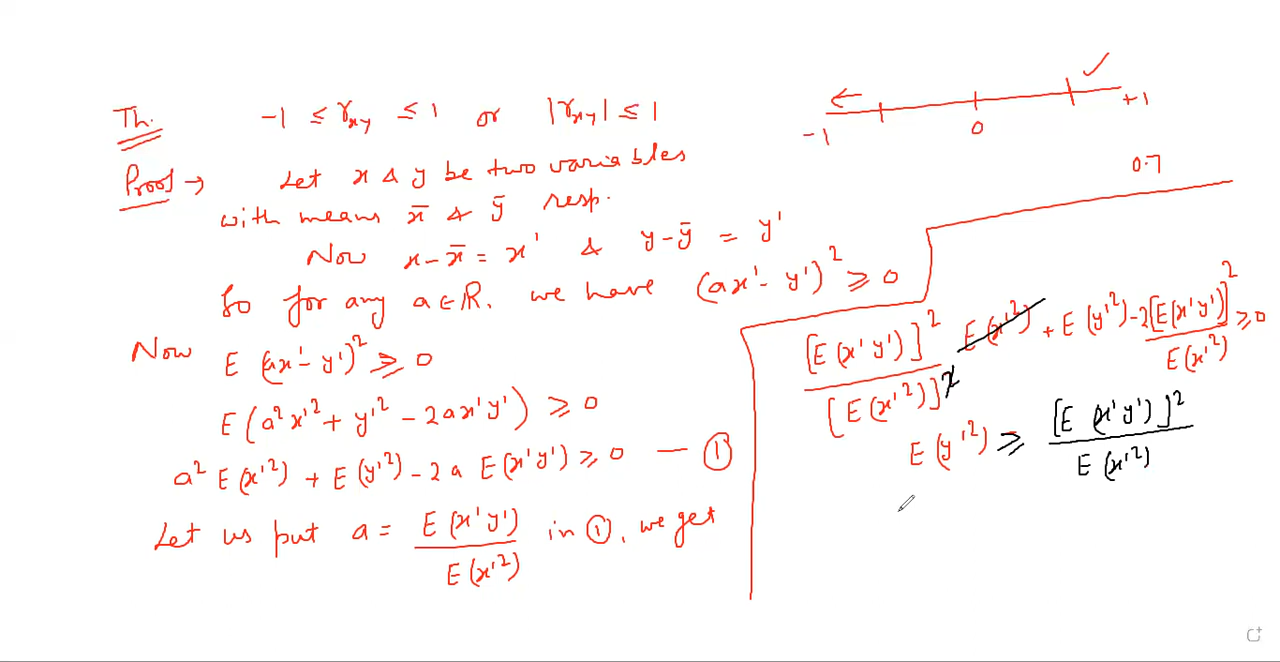 Th. -1 ≤ r_xy ≤ 1 or |r_xy| ≤ 1
Proof → Let x & y be two variables
with means x̄ & ȳ resp.
Now x - x̄ = x' & y - ȳ = y'
So for any a∈R, we have (ax' - y')² ≥ 0
Now E(ax' - y')² ≥ 0
E(a²x'² + y'² - 2ax'y') ≥ 0
a² E(x'²) + E(y'²) - 2a E(x'y') ≥ 0 — ①
Let us put a = E(x'y') / E(x'²) in ①, we get
-1 0 +1
0.7
[E(x'y')]² / [E(x'²)]² E(x'²) + E(y'²) - 2[E(x'y')]² / E(x'²) ≥ 0
E(y'²) ≥ [E(x'y')]² / E(x'²)